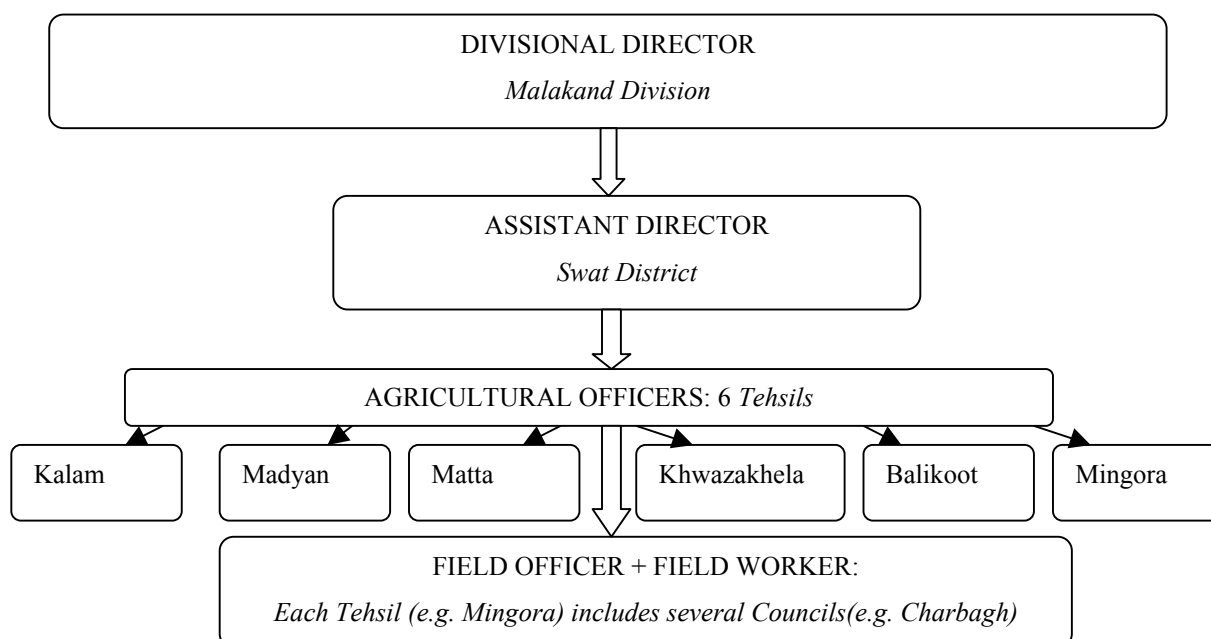 DIVISIONAL DIRECTOR
Malakand Division
ASSISTANT DIRECTOR
Swat District
AGRICULTURAL OFFICERS: 6 Tehsils
Kalam
Madyan
Matta
Khwazakhela
Balikoot
Mingora
FIELD OFFICER + FIELD WORKER:
Each Tehsil (e.g. Mingora) includes several Councils(e.g. Charbagh)